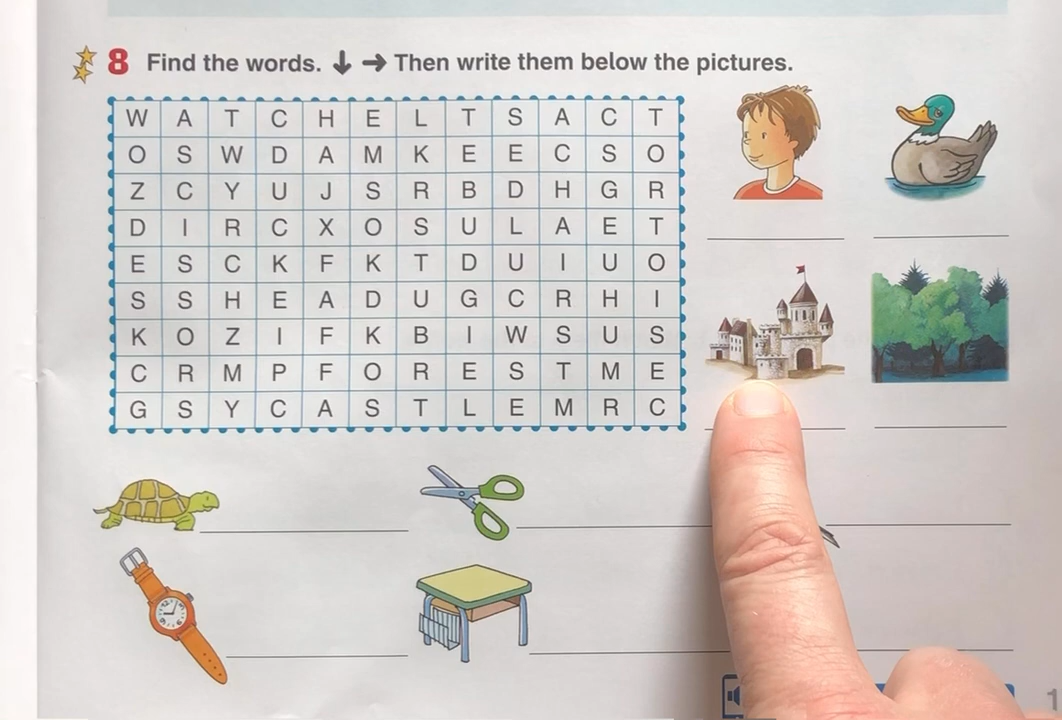 8 Find the words. ↓ → Then write them below the pictures.
W A T C H E L T S A C T
O S W D A M K E E C S O
Z C Y U J S R B D H G R
D I R C X O S U L A E T
E S C K F K T D U I U O
S S H E A D U G C R H I
K O Z I F K B I W S U S
C R M P F O R E S T M E
G S Y C A S T L E M R C